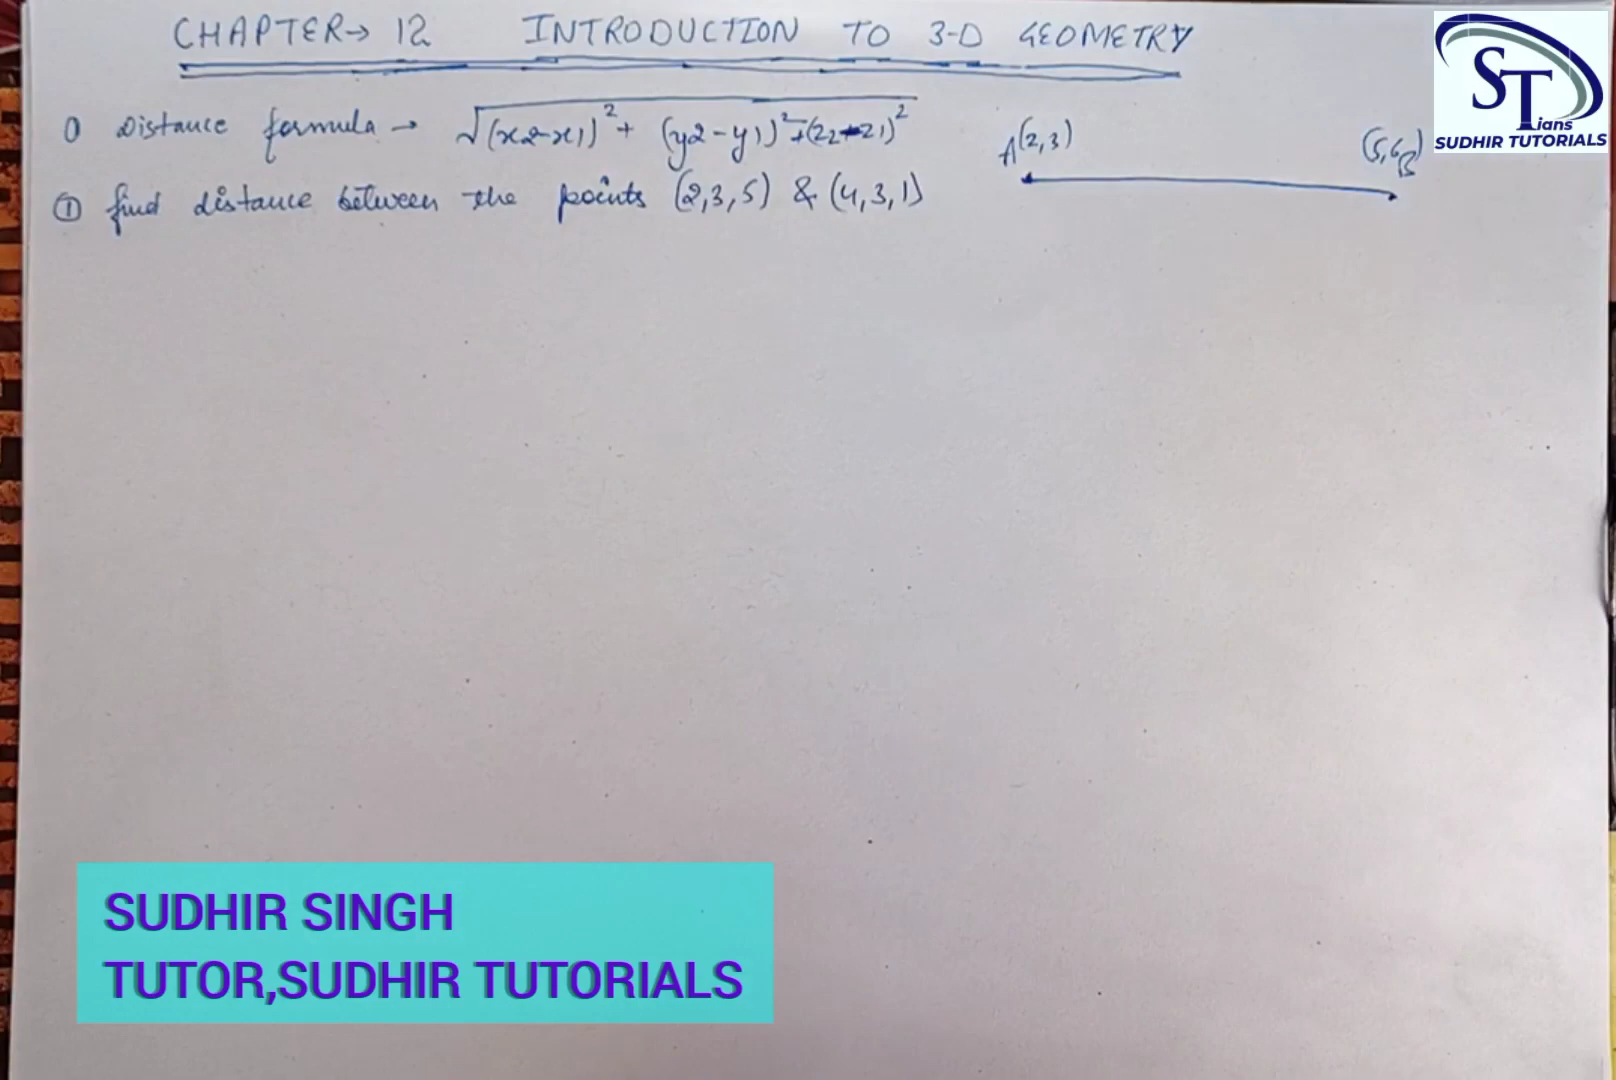 CHAPTER→ 12 INTRODUCTION TO 3-D GEOMETRY
① Distance formula → √(x2-x1)² + (y2-y1)² + (z2-z1)²
A(2,3)
(5,6)B
① find distance between the points (2,3,5) & (4,3,1)
ST
ians
SUDHIR TUTORIALS
SUDHIR SINGH
TUTOR,SUDHIR TUTORIALS